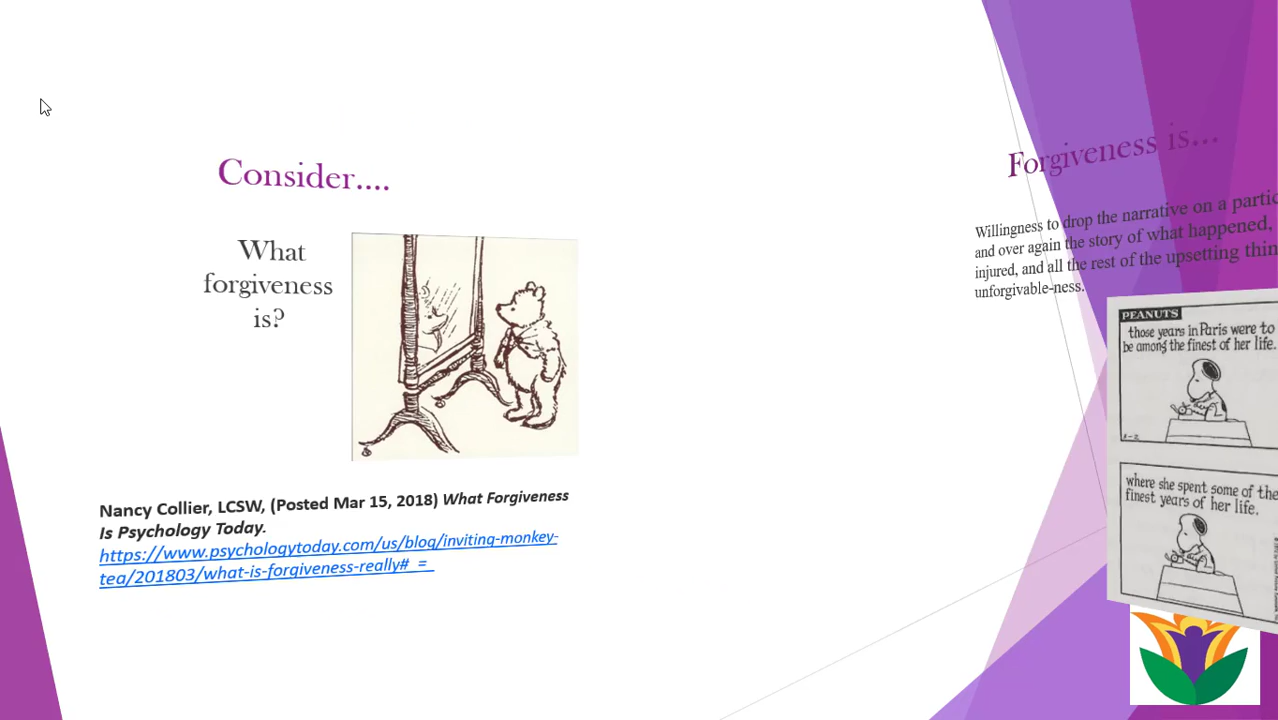 Consider....
What
forgiveness
is?
Nancy Collier, LCSW, (Posted Mar 15, 2018) What Forgiveness
Is Psychology Today.
https://www.psychologytoday.com/us/blog/inviting-monkey-
tea/201803/what-is-forgiveness-really#_=_
Forgiveness is...
Willingness to drop the narrative on a
and over again the story of what happened,
injured, and all the rest of the upsetting
unforgivable-ness.
PEANUTS
those years in Paris were to
be among the finest of her life.
8-2
where she spent some of the
finest years of her life.